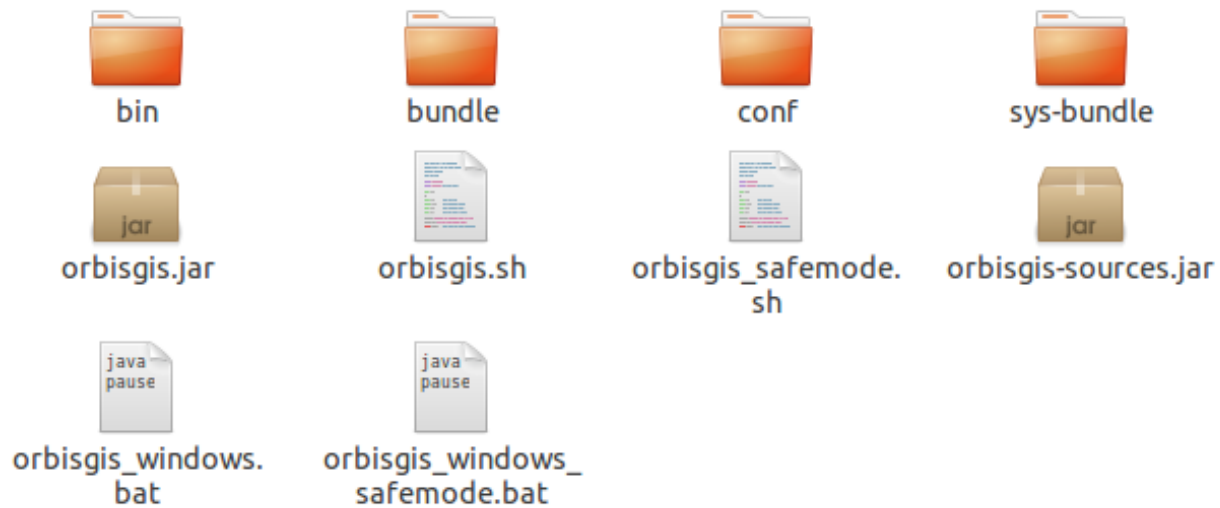 bin
bundle
conf
sys-bundle
jar
orbisgis.jar
orbisgis.sh
orbisgis_safemode.
sh
jar
orbisgis-sources.jar
java
pause
orbisgis_windows.
bat
java
pause
orbisgis_windows_
safemode.bat